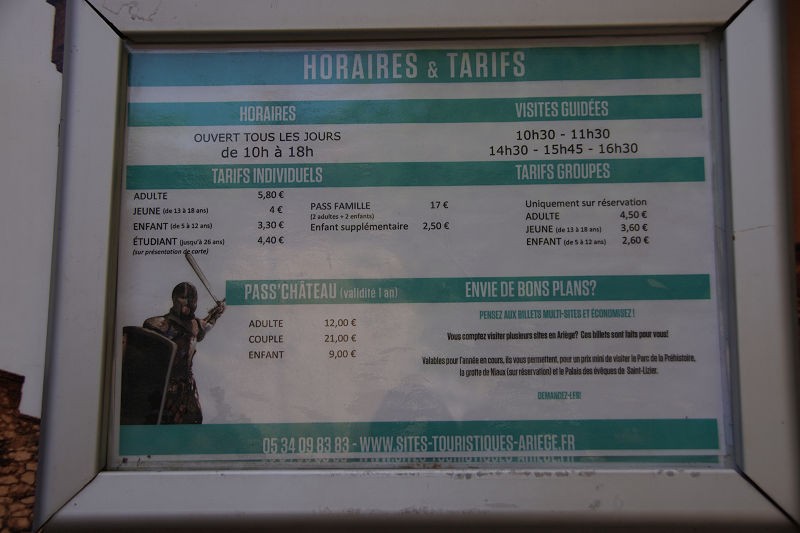 HORAIRES & TARIFS
HORAIRES
OUVERT TOUS LES JOURS
de 10h à 18h
VISITES GUIDÉES
10h30 - 11h30
14h30 - 15h45 - 16h30
TARIFS INDIVIDUELS
ADULTE 5,80 €
JEUNE (de 13 à 18 ans) 4 €
ENFANT (de 5 à 12 ans) 3,30 €
ÉTUDIANT (jusqu'à 26 ans) 4,40 €
(sur présentation de carte)
PASS FAMILLE 17 €
(2 adultes + 2 enfants)
Enfant supplémentaire 2,50 €
TARIFS GROUPES
Uniquement sur réservation
ADULTE 4,50 €
JEUNE (de 13 à 18 ans) 3,60 €
ENFANT (de 5 à 12 ans) 2,60 €
PASS'CHÂTEAU (validité 1 an)
ADULTE 12,00 €
COUPLE 21,00 €
ENFANT 9,00 €
ENVIE DE BONS PLANS?
PENSEZ AUX BILLETS MULTI-SITES ET ÉCONOMISEZ !
Vous comptez visiter plusieurs sites en Ariège? Ces billets sont faits pour vous!
Valables pour l'année en cours, ils vous permettent, pour un prix mini de visiter le Parc de la Préhistoire,
la grotte de Niaux (sur réservation) et le Palais des évêques de Saint-Lizier.
DEMANDEZ-LES!
05 34 09 83 83 - WWW.SITES-TOURISTIQUES-ARIEGE.FR